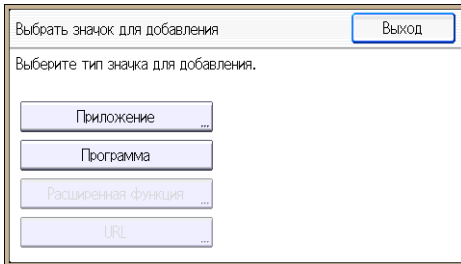 Выбрать значок для добавления
Выход
Выберите тип значка для добавления.
Приложение ...
Программа
Расширенная функция ...
URL ...